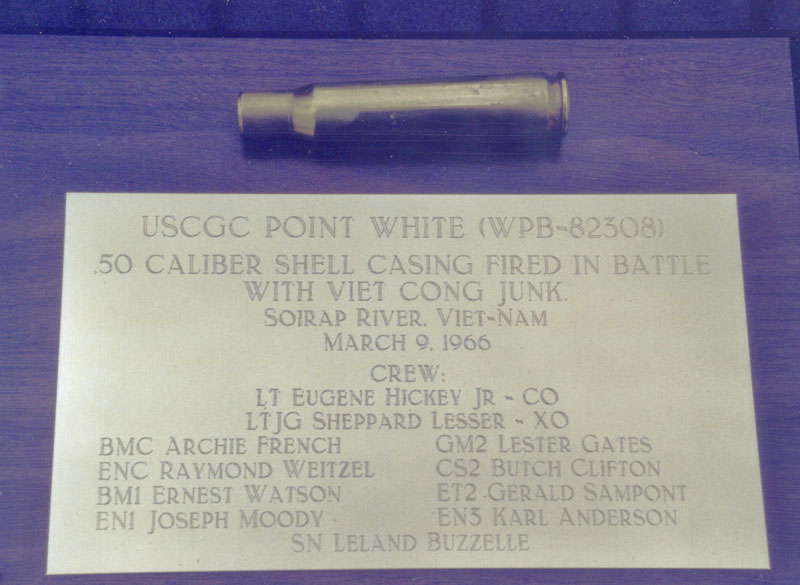 USCGC POINT WHITE (WPB-82308)
.50 CALIBER SHELL CASING FIRED IN BATTLE
WITH VIET CONG JUNK.
SOIRAP RIVER, VIET-NAM
MARCH 9, 1966
CREW:
LT EUGENE HICKEY JR - CO
LTJG SHEPPARD LESSER - XO
BMC ARCHIE FRENCH GM2 LESTER GATES
ENC RAYMOND WEITZEL CS2 BUTCH CLIFTON
BM1 ERNEST WATSON ET2 GERALD SAMPONT
EN1 JOSEPH MOODY EN3 KARL ANDERSON
SN LELAND BUZZELLE